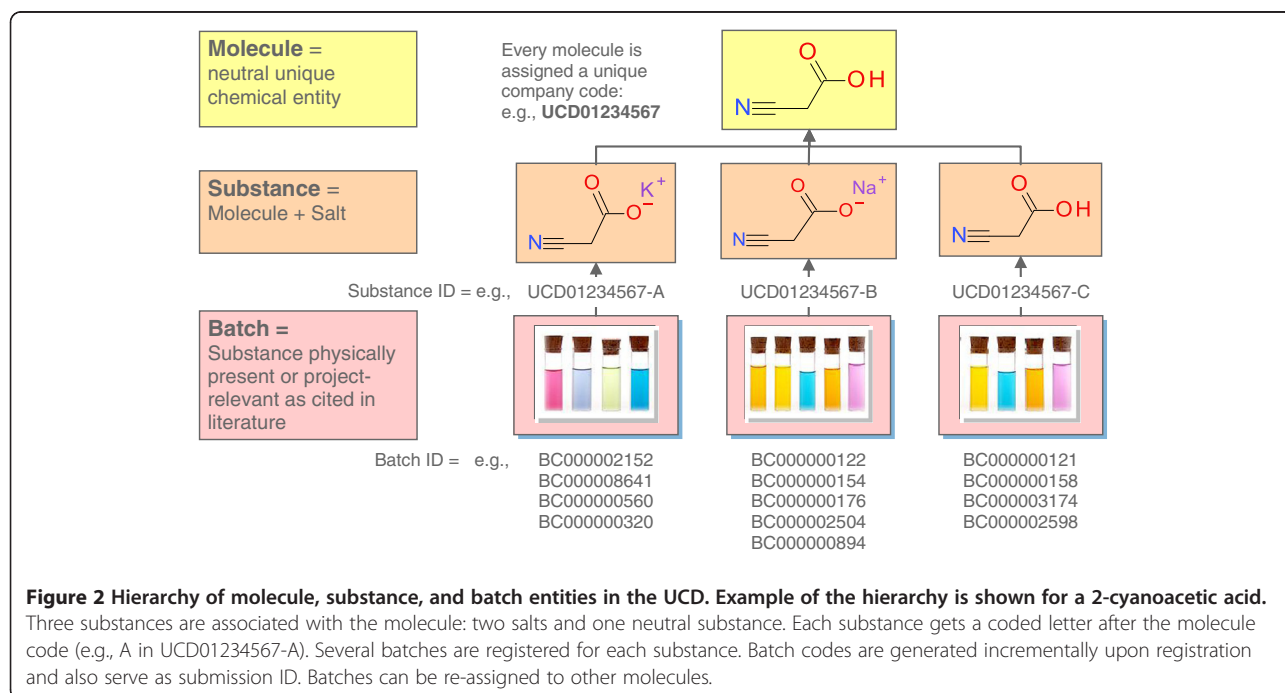 Molecule =
neutral unique
chemical entity
Every molecule is
assigned a unique
company code:
e.g., UCD01234567
O
OH
N
Substance =
Molecule + Salt
O
K+
O−
N
O
Na+
O−
N
O
OH
N
Substance ID = e.g., UCD01234567-A UCD01234567-B UCD01234567-C
Batch =
Substance physically
present or project-
relevant as cited in
literature
Batch ID = e.g.,
BC000002152
BC000008641
BC000000560
BC000000320
BC000000122
BC000000154
BC000000176
BC000002504
BC000000894
BC000000121
BC000000158
BC000003174
BC000002598
Figure 2 Hierarchy of molecule, substance, and batch entities in the UCD. Example of the hierarchy is shown for a 2-cyanoacetic acid.
Three substances are associated with the molecule: two salts and one neutral substance. Each substance gets a coded letter after the molecule
code (e.g., A in UCD01234567-A). Several batches are registered for each substance. Batch codes are generated incrementally upon registration
and also serve as submission ID. Batches can be re-assigned to other molecules.